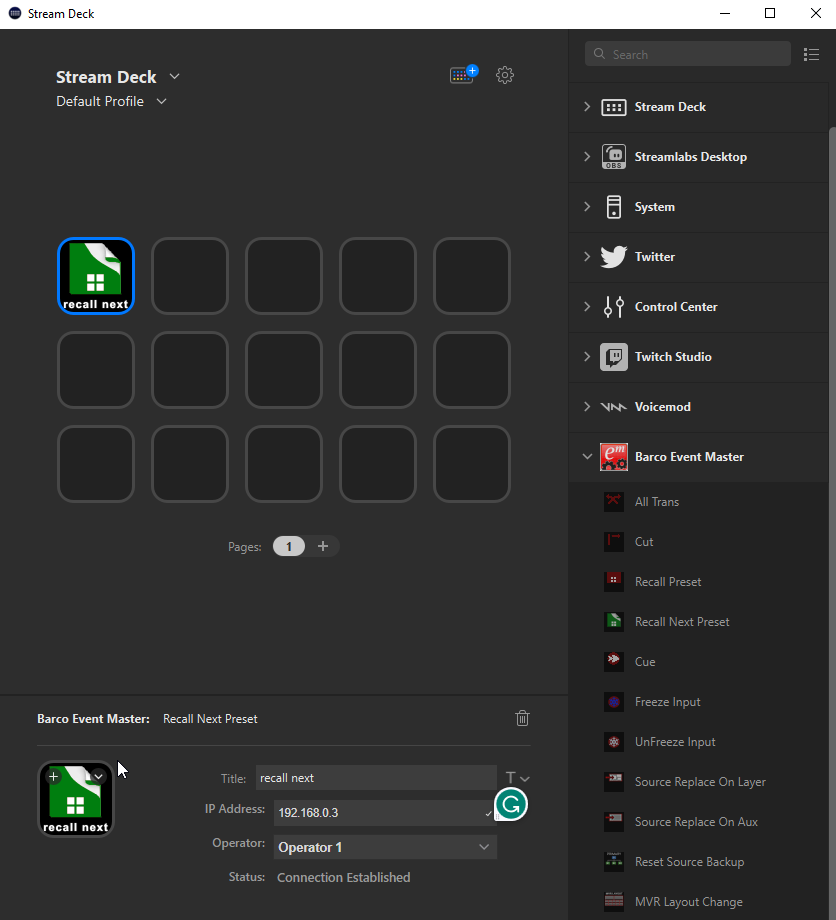 Stream Deck
Stream Deck
Default Profile
recall next
Pages: 1 +
Barco Event Master: Recall Next Preset
recall next
Title: recall next
T
IP Address: 192.168.0.3
Operator: Operator 1
Status: Connection Established
Search
Stream Deck
OBS
Streamlabs Desktop
System
Twitter
Control Center
Twitch Studio
Voicemod
em
Barco Event Master
All Trans
Cut
Recall Preset
Recall Next Preset
Cue
Freeze Input
UnFreeze Input
Source Replace On Layer
Source Replace On Aux
Reset Source Backup
MVR Layout Change